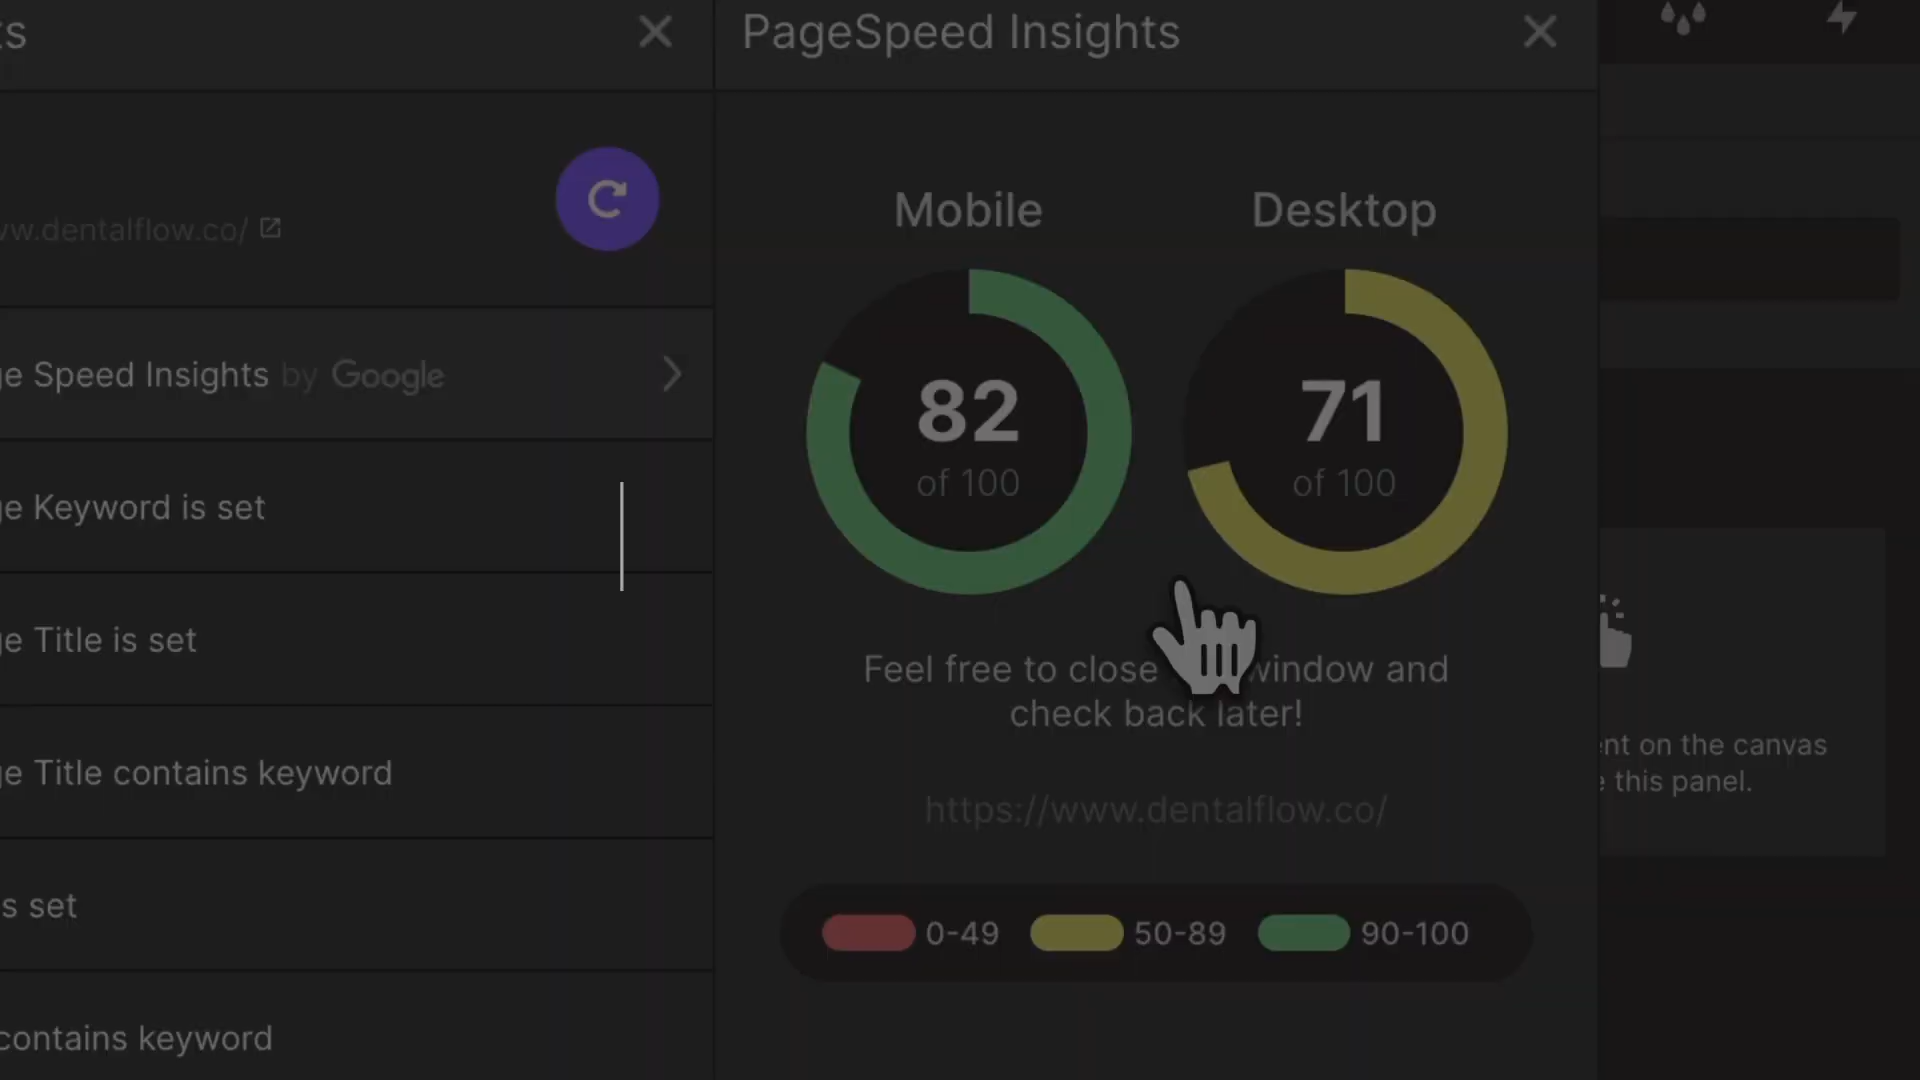 ts
PageSpeed Insights
ww.dentalflow.co/
ge Speed Insights by Google
ge Keyword is set
ge Title is set
ge Title contains keyword
s set
contains keyword
Mobile
Desktop
82
of 100
71
of 100
Feel free to close window and
check back later!
https://www.dentalflow.co/
0-49
50-89
90-100
ent on the canvas
e this panel.